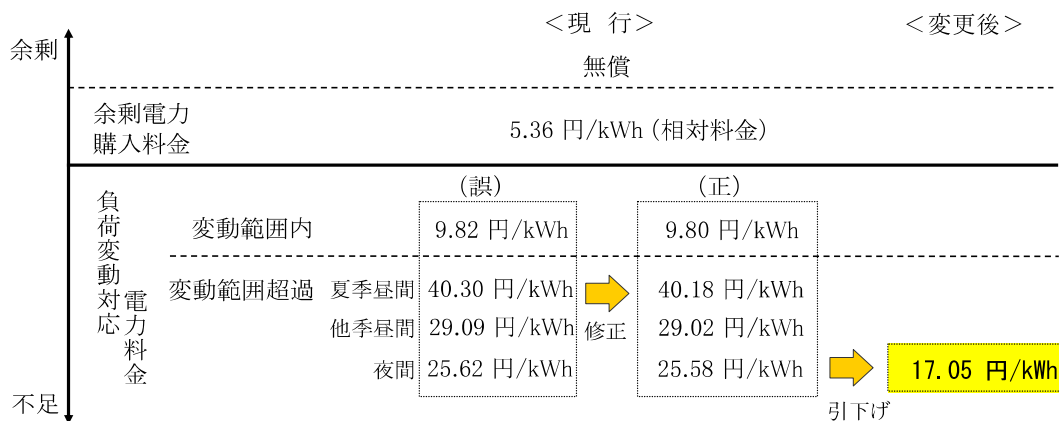 ＜現 行＞ ＜変更後＞
余剰
無償
余剰電力
購入料金
5.36 円/kWh（相対料金）
（誤） （正）
負荷変動対応
電力料金
変動範囲内 9.82 円/kWh 9.80 円/kWh
変動範囲超過 夏季昼間 40.30 円/kWh 40.18 円/kWh
他季昼間 29.09 円/kWh 修正 29.02 円/kWh
夜間 25.62 円/kWh 25.58 円/kWh 17.05 円/kWh
引下げ
不足